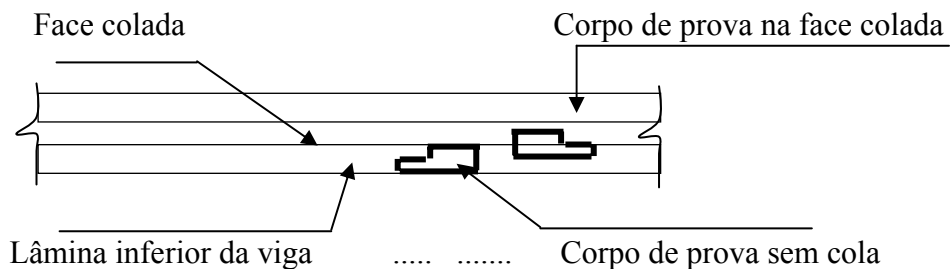 Face colada
Corpo de prova na face colada
Lâmina inferior da viga ..... ....... Corpo de prova sem cola